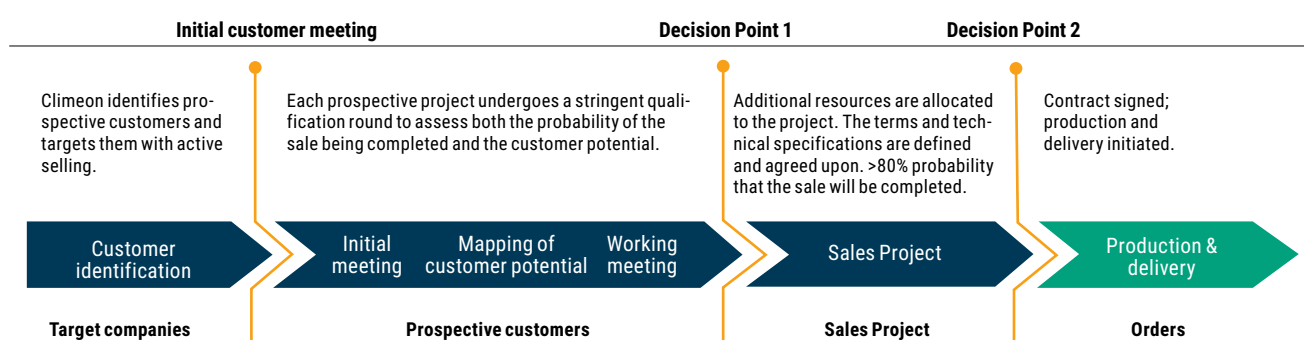 Initial customer meeting
Decision Point 1
Decision Point 2
Climeon identifies pro-
spective customers and
targets them with active
selling.
Each prospective project undergoes a stringent quali-
fication round to assess both the probability of the
sale being completed and the customer potential.
Additional resources are allocated
to the project. The terms and tech-
nical specifications are defined
and agreed upon. >80% probability
that the sale will be completed.
Contract signed;
production and
delivery initiated.
Customer
identification
Initial
meeting
Mapping of
customer potential
Working
meeting
Sales Project
Production &
delivery
Target companies
Prospective customers
Sales Project
Orders